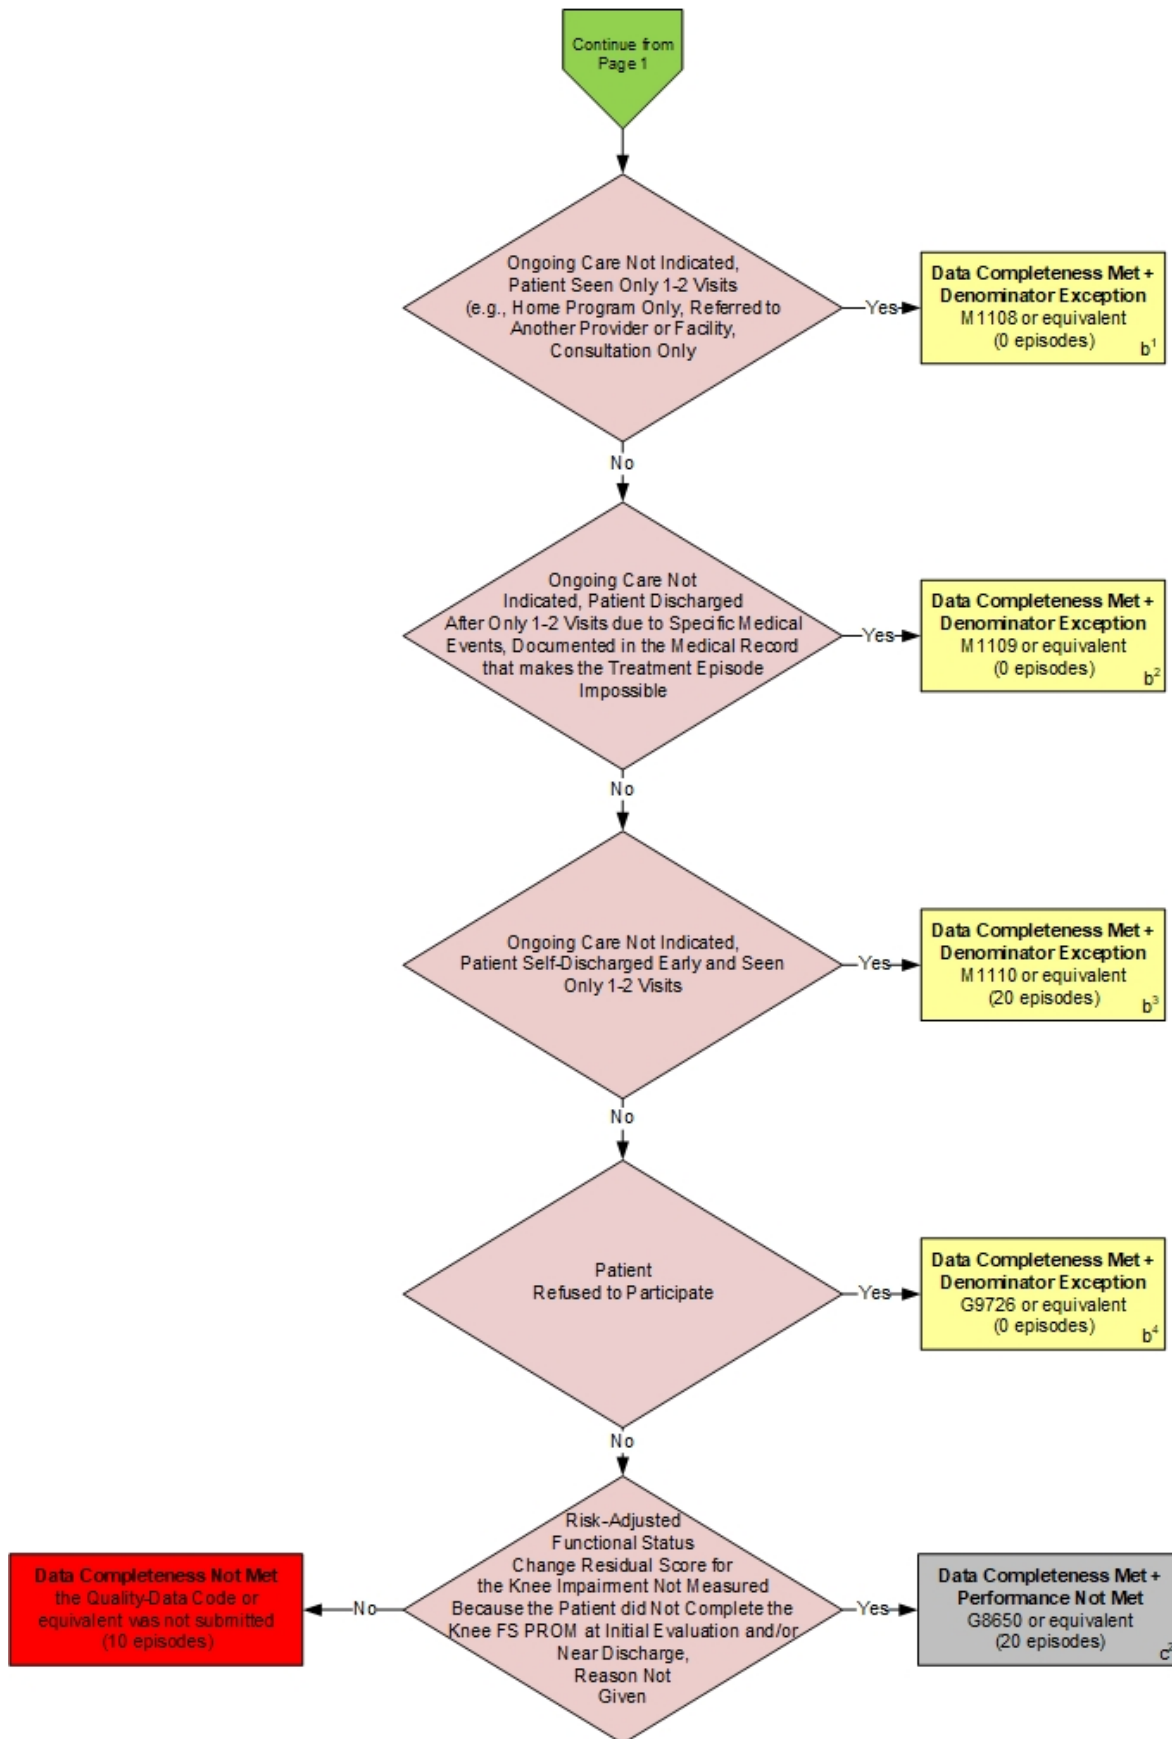 Continue from
Page 1
Ongoing Care Not Indicated,
Patient Seen Only 1-2 Visits
(e.g., Home Program Only, Referred to
Another Provider or Facility,
Consultation Only
Yes
Data Completeness Met +
Denominator Exception
M1108 or equivalent
(0 episodes)
b¹
No
Ongoing Care Not
Indicated, Patient Discharged
After Only 1-2 Visits due to Specific Medical
Events, Documented in the Medical Record
that makes the Treatment Episode
Impossible
Yes
Data Completeness Met +
Denominator Exception
M1109 or equivalent
(0 episodes)
b²
No
Ongoing Care Not Indicated,
Patient Self-Discharged Early and Seen
Only 1-2 Visits
Yes
Data Completeness Met +
Denominator Exception
M1110 or equivalent
(20 episodes)
b³
No
Patient
Refused to Participate
Yes
Data Completeness Met +
Denominator Exception
G9726 or equivalent
(0 episodes)
b⁴
No
Risk-Adjusted
Functional Status
Change Residual Score for
the Knee Impairment Not Measured
Because the Patient did Not Complete the
Knee FS PROM at Initial Evaluation and/or
Near Discharge,
Reason Not
Given
No
Data Completeness Not Met
the Quality-Data Code or
equivalent was not submitted
(10 episodes)
Yes
Data Completeness Met +
Performance Not Met
G8650 or equivalent
(20 episodes)
c²